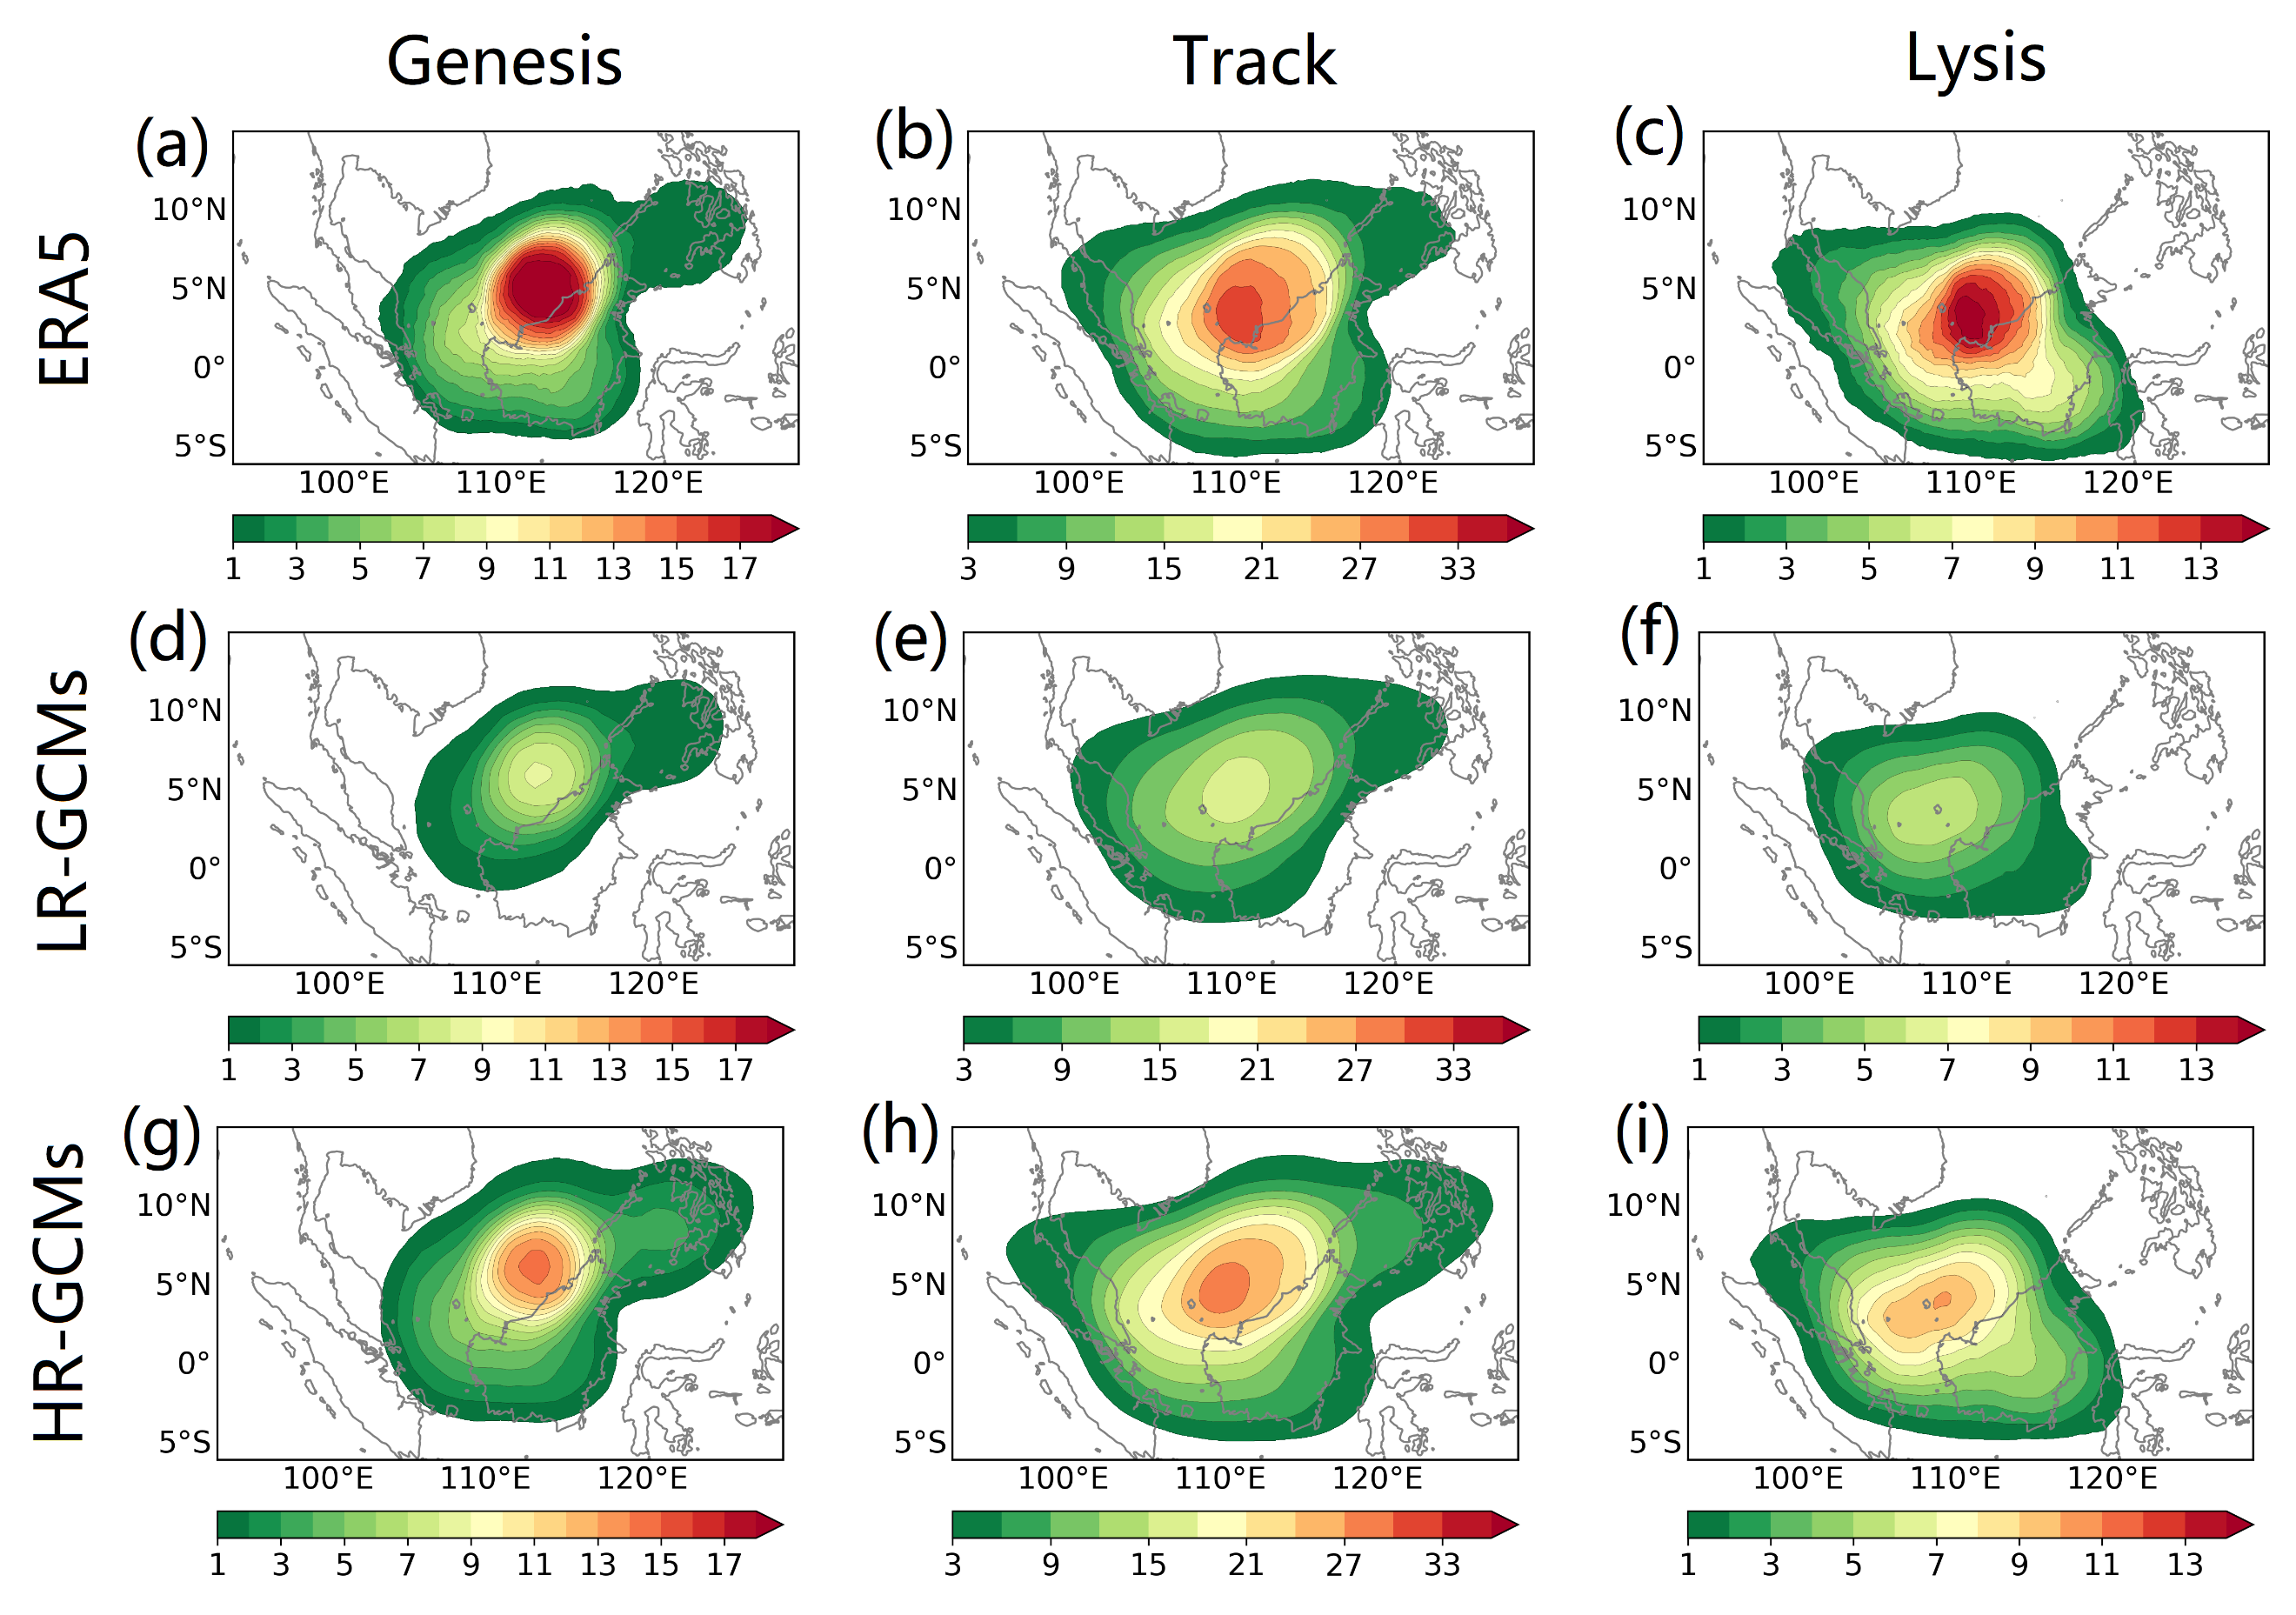 Genesis Track Lysis
ERA5
(a) (b) (c)
10°N 10°N 10°N
5°N 5°N 5°N
0° 0° 0°
5°S 5°S 5°S
100°E 110°E 120°E 100°E 110°E 120°E 100°E 110°E 120°E
1 3 5 7 9 11 13 15 17 3 9 15 21 27 33 1 3 5 7 9 11 13
LR-GCMs
(d) (e) (f)
10°N 10°N 10°N
5°N 5°N 5°N
0° 0° 0°
5°S 5°S 5°S
100°E 110°E 120°E 100°E 110°E 120°E 100°E 110°E 120°E
1 3 5 7 9 11 13 15 17 3 9 15 21 27 33 1 3 5 7 9 11 13
HR-GCMs
(g) (h) (i)
10°N 10°N 10°N
5°N 5°N 5°N
0° 0° 0°
5°S 5°S 5°S
100°E 110°E 120°E 100°E 110°E 120°E 100°E 110°E 120°E
1 3 5 7 9 11 13 15 17 3 9 15 21 27 33 1 3 5 7 9 11 13